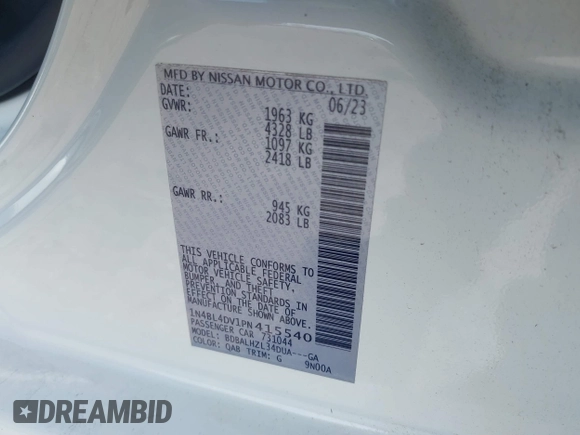 MFD BY NISSAN MOTOR CO., LTD.
DATE: 06/23
GVWR: 1963 KG
4328 LB
GAWR FR.: 1097 KG
2418 LB
GAWR RR.: 945 KG
2083 LB
THIS VEHICLE CONFORMS TO
ALL APPLICABLE FEDERAL
MOTOR VEHICLE SAFETY,
BUMPER, AND THEFT
PREVENTION STANDARDS IN
EFFECT ON THE DATE OF
MANUFACTURE SHOWN ABOVE.
1N4BL4DV1PN415540
PASSENGER CAR 731044
MODEL: BDBALHZL34DUA---GA
COLOR: QAB TRIM: G 9N00A
DREAMBID